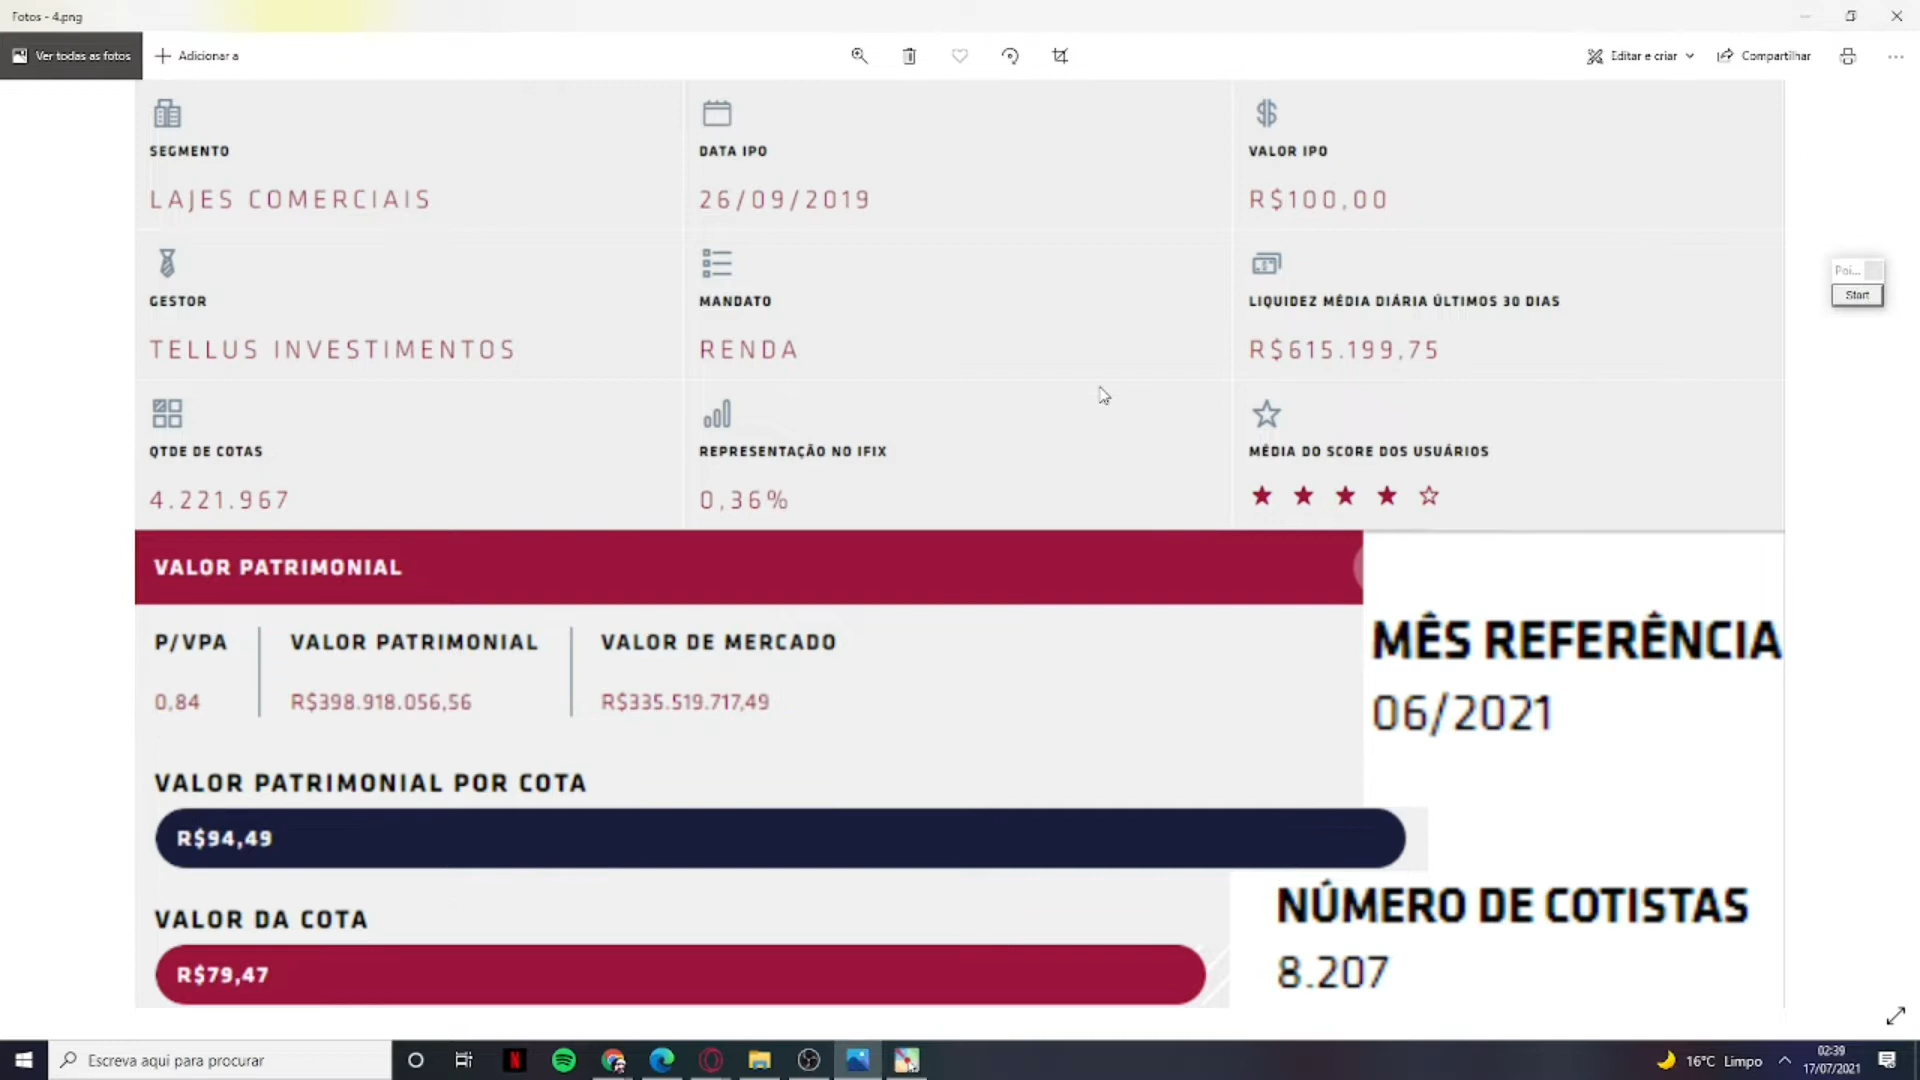 Fotos - 4.png
Ver todas as fotos
Adicionar a
Editar e criar
Compartilhar
SEGMENTO
LAJES COMERCIAIS
DATA IPO
26/09/2019
VALOR IPO
R$100,00
GESTOR
TELLUS INVESTIMENTOS
MANDATO
RENDA
LIQUIDEZ MÉDIA DIÁRIA ÚLTIMOS 30 DIAS
R$615.199,75
Poi...
Start
QTDE DE COTAS
4.221.967
REPRESENTAÇÃO NO IFIX
0,36%
MÉDIA DO SCORE DOS USUÁRIOS
VALOR PATRIMONIAL
P/VPA
0,84
VALOR PATRIMONIAL
R$398.918.056,56
VALOR DE MERCADO
R$335.519.717,49
MÊS REFERÊNCIA
06/2021
VALOR PATRIMONIAL POR COTA
R$94,49
VALOR DA COTA
R$79,47
NÚMERO DE COTISTAS
8.207
Escreva aqui para procurar
16°C Limpo
02:39
17/07/2021